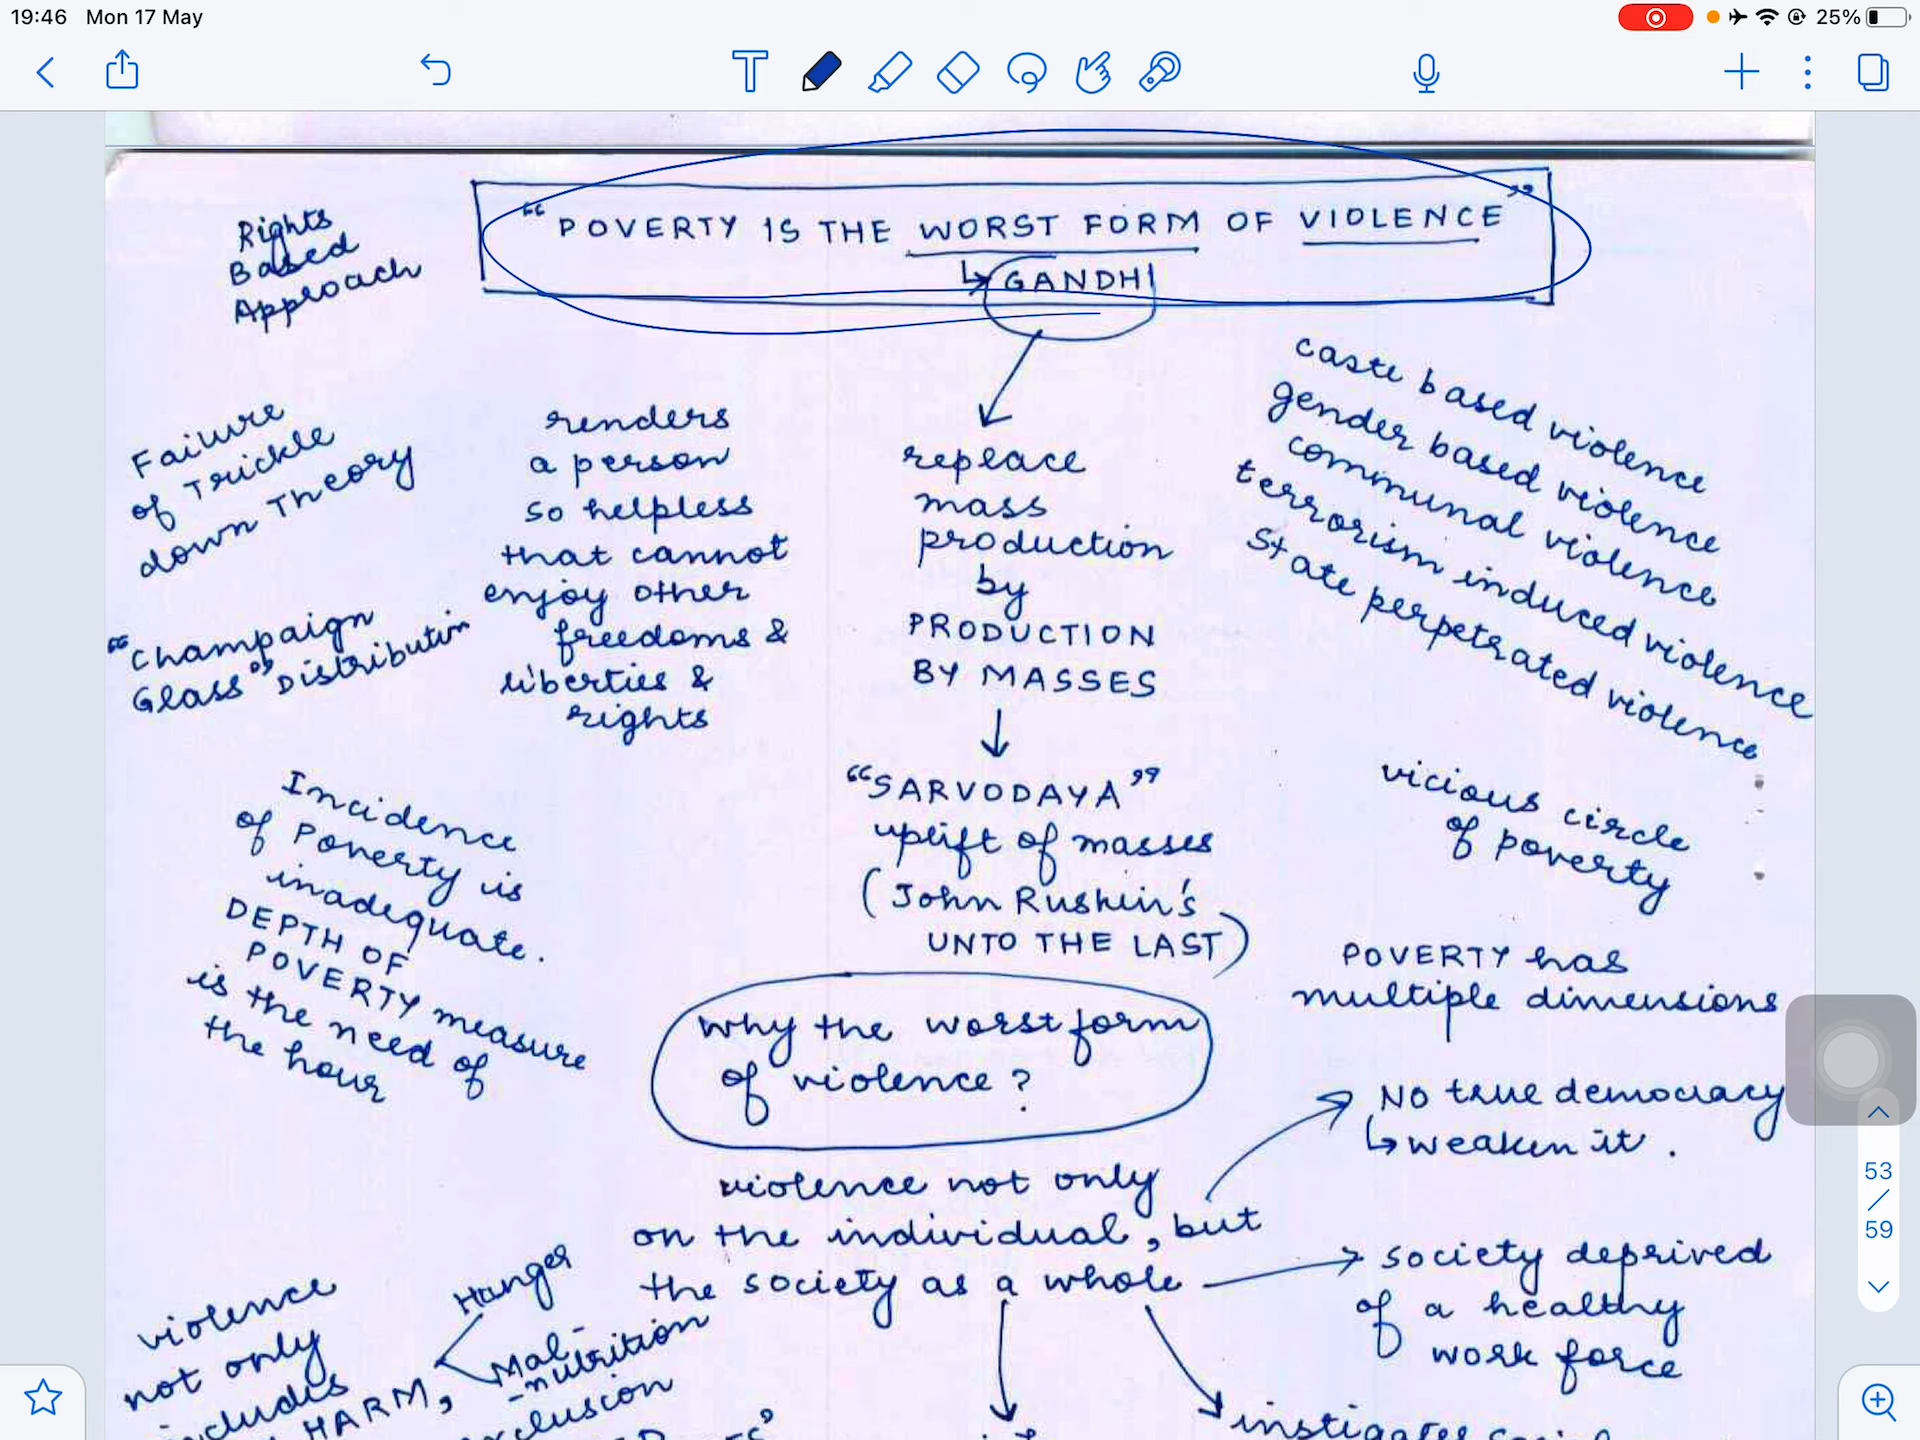 19:46 Mon 17 May
25%
Rights
Based
Approach
"POVERTY IS THE WORST FORM OF VIOLENCE"
↳ GANDHI
Failure
of Trickle
down Theory
"Champaign
Glass" Distribution
renders
a person
so helpless
that cannot
enjoy other
freedoms &
liberties &
rights
replace
mass
production
by
PRODUCTION
BY MASSES
↓
"SARVODAYA"
uplift of masses
(John Ruskin's
UNTO THE LAST)
caste based violence
gender based violence
communal violence
terrorism induced violence
State perpetrated violence
vicious circle
of poverty
Incidence
of Poverty is
inadequate.
DEPTH OF
POVERTY measure
is the need of
the hour
POVERTY has
multiple dimensions
why the worst form
of violence?
violence not only
on the individual, but
the society as a whole
No true democracy
↳ weaken it.
society deprived
of a healthy
work force
violence
not only
HARM,
Hunger
Mal-
-nutrition
53
/
59